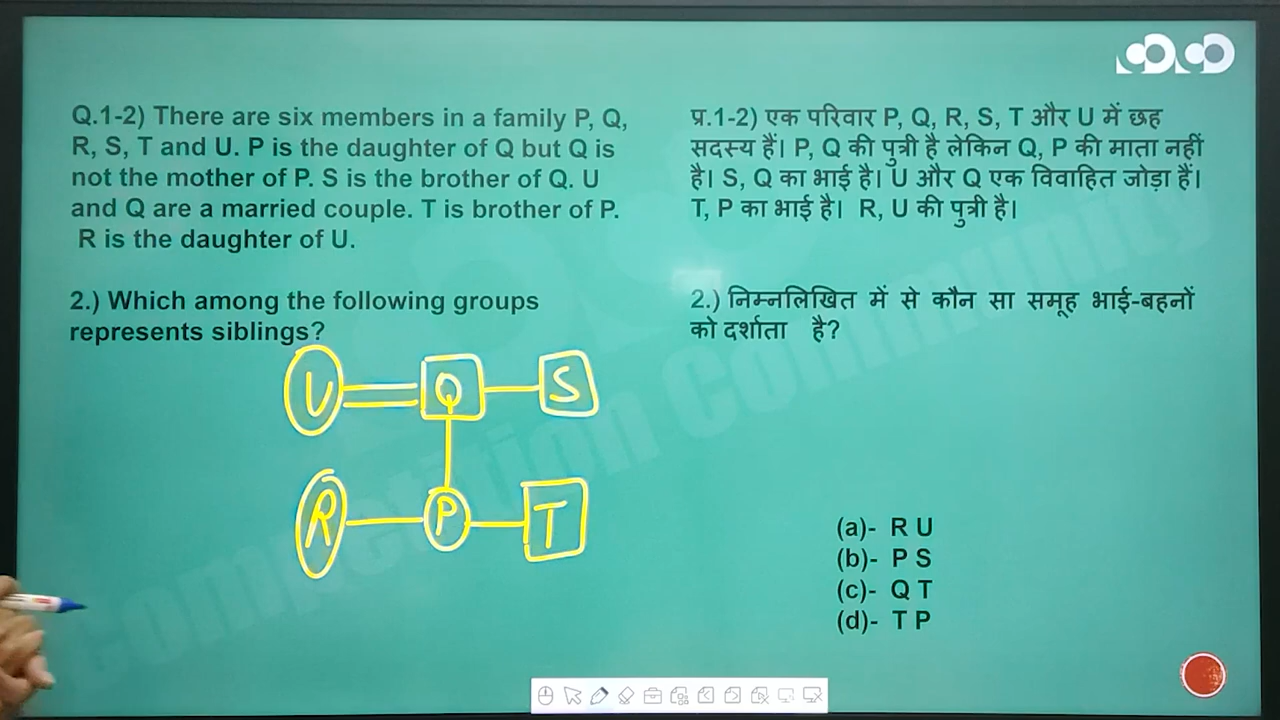 Q.1-2) There are six members in a family P, Q,
R, S, T and U. P is the daughter of Q but Q is
not the mother of P. S is the brother of Q. U
and Q are a married couple. T is brother of P.
R is the daughter of U.
2.) Which among the following groups
represents siblings?
U Q S
R P T
प्र.1-2) एक परिवार P, Q, R, S, T और U में छह
सदस्य हैं। P, Q की पुत्री है लेकिन Q, P की माता नहीं
है। S, Q का भाई है। U और Q एक विवाहित जोड़ा हैं।
T, P का भाई है। R, U की पुत्री है।
2.) निम्नलिखित में से कौन सा समूह भाई-बहनों
को दर्शाता है?
(a)- R U
(b)- P S
(c)- Q T
(d)- T P
Competition Community